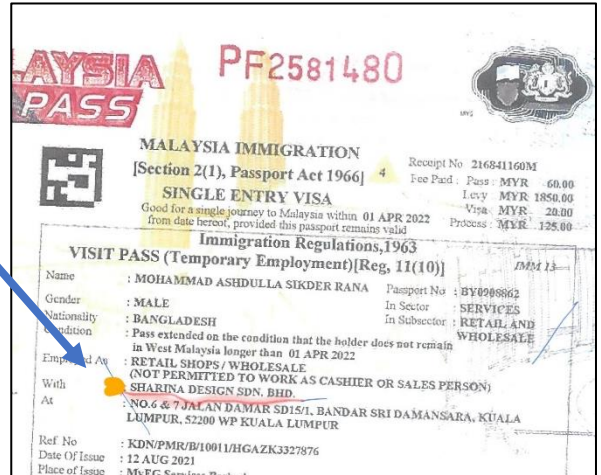 AYSIA
PASS
PF2581480
MALAYSIA IMMIGRATION
[Section 2(1), Passport Act 1966] 4
SINGLE ENTRY VISA
Good for a single journey to Malaysia within 01 APR 2022
from date hereof, provided this passport remains valid
Receipt No 216841160M
Fee Paid : Pass : MYR 60.00
Levy MYR 1850.00
Visa MYR 20.00
Process : MYR 125.00
Immigration Regulations,1963
VISIT PASS (Temporary Employment)[Reg, 11(10)]
IMM 13
Name : MOHAMMAD ASHDULLA SIKDER RANA
Passport No : BY0908662
Gender : MALE
In Sector : SERVICES
Nationality : BANGLADESH
In Subsector : RETAIL AND WHOLESALE
Condition : Pass extended on the condition that the holder does not remain
in West Malaysia longer than 01 APR 2022
Employed As : RETAIL SHOPS / WHOLESALE
(NOT PERMITTED TO WORK AS CASHIER OR SALES PERSON)
With SHARINA DESIGN SDN. BHD.
At : NO.6 & 7 JALAN DAMAR SD15/1, BANDAR SRI DAMANSARA, KUALA
LUMPUR, 52200 WP KUALA LUMPUR
Ref No : KDN/PMR/B/10011/HGAZK3327876
Date Of Issue : 12 AUG 2021
Place of Issue : MyEG Services